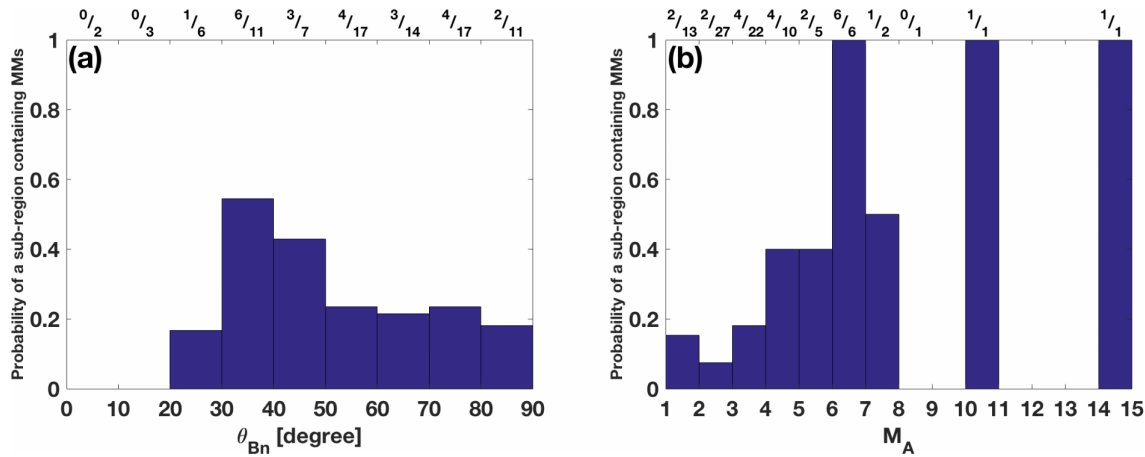 0/2 0/3 1/6 6/11 3/7 4/17 3/14 4/17 2/11
(a)
Probability of a sub-region containing MMs
1
0.8
0.6
0.4
0.2
0
0 10 20 30 40 50 60 70 80 90
θBn [degree]
2/13 2/27 4/22 4/10 2/5 6/6 1/2 0/1 1/1 1/1
(b)
Probability of a sub-region containing MMs
1
0.8
0.6
0.4
0.2
0
1 2 3 4 5 6 7 8 9 10 11 12 13 14 15
MA